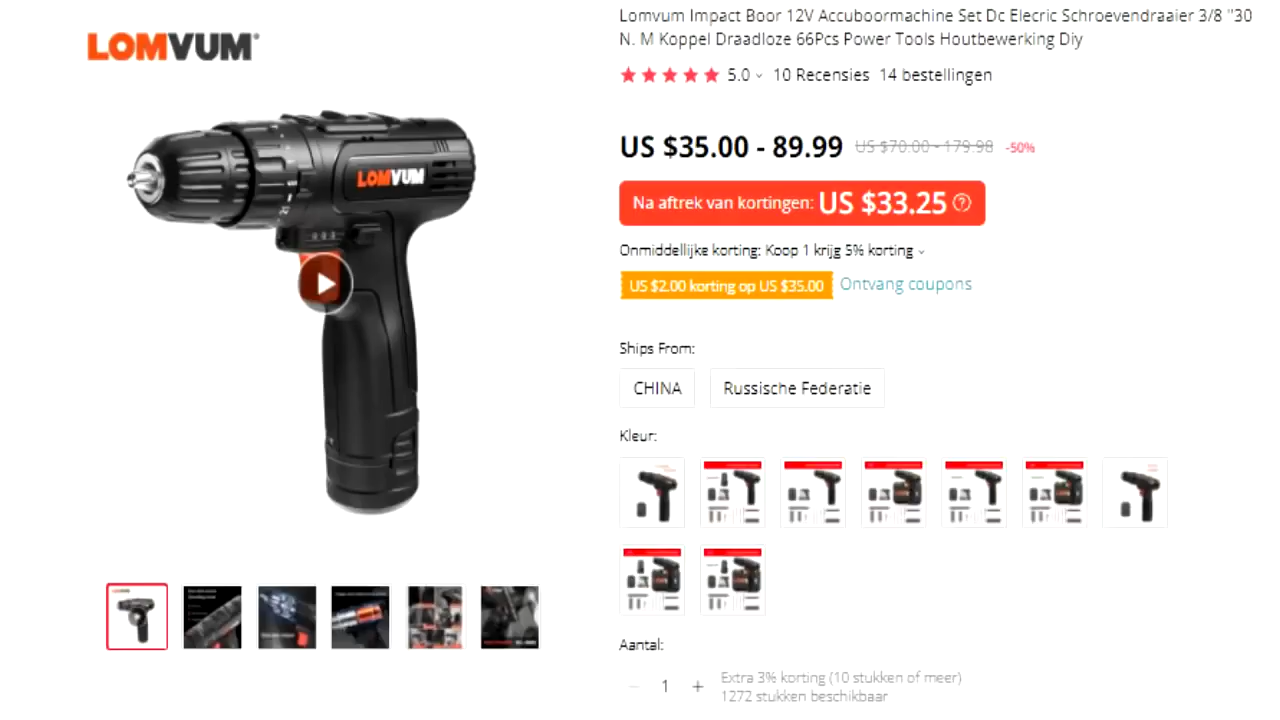 LOMVUM
Lomvum Impact Boor 12V Accuboormachine Set Dc Elecric Schroevendraaier 3/8 "30
N. M Koppel Draadloze 66Pcs Power Tools Houtbewerking Diy
5.0 10 Recensies 14 bestellingen
US $35.00 - 89.99 US $70.00 - 179.98 -50%
Na aftrek van kortingen: US $33.25
Onmiddellijke korting: Koop 1 krijg 5% korting
US $2.00 korting op US $35.00 Ontvang coupons
LOMVUM
Ships From:
CHINA Russische Federatie
Kleur:
Aantal:
1 + Extra 3% korting (10 stukken of meer)
1272 stukken beschikbaar